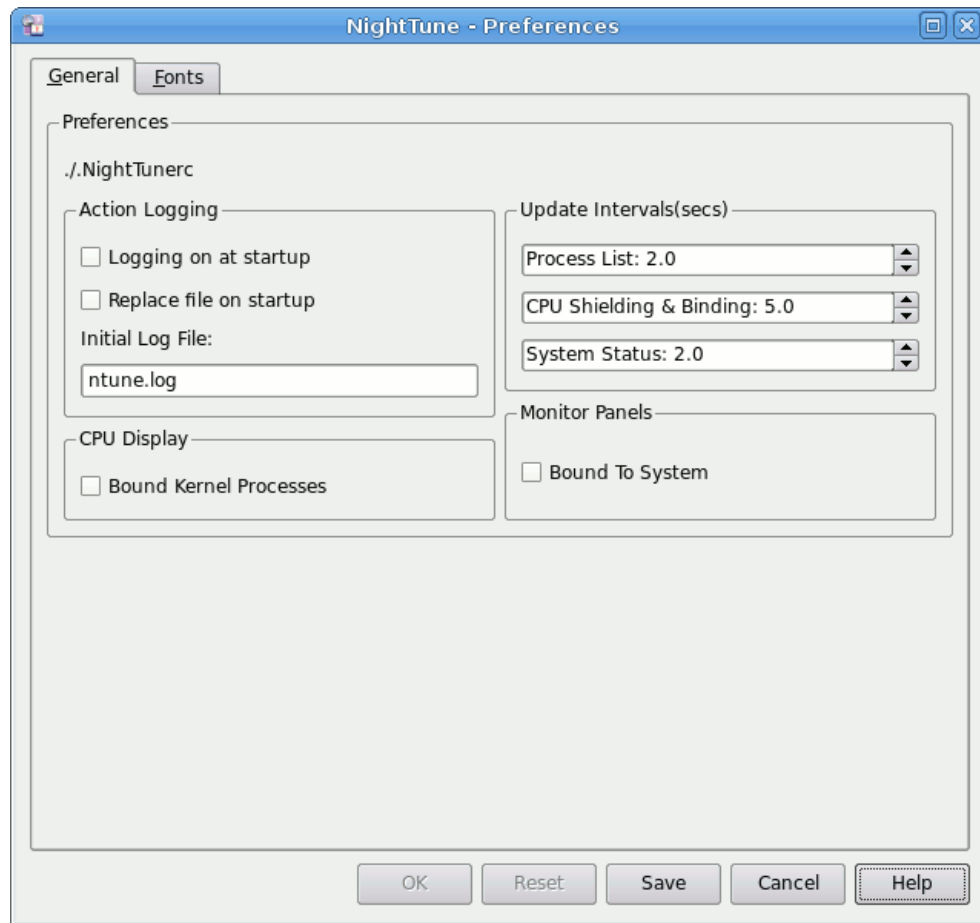 NightTune - Preferences
General
Fonts
Preferences
./.NightTunerc
Action Logging
Logging on at startup
Replace file on startup
Initial Log File:
ntune.log
CPU Display
Bound Kernel Processes
Update Intervals(secs)
Process List: 2.0
CPU Shielding & Binding: 5.0
System Status: 2.0
Monitor Panels
Bound To System
OK
Reset
Save
Cancel
Help